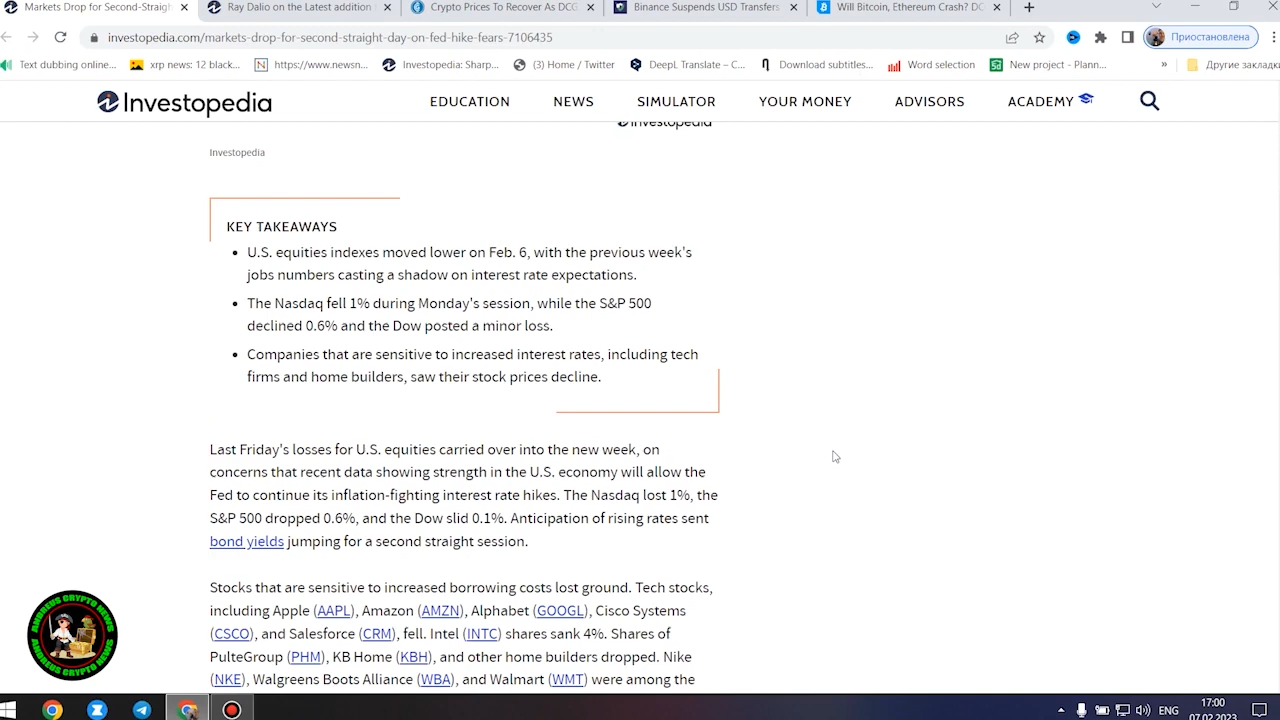 Markets Drop for Second-Straigh
Ray Dalio on the Latest addition
Crypto Prices To Recover As DCG
Binance Suspends USD Transfers
Will Bitcoin, Ethereum Crash? DC
investopedia.com/markets-drop-for-second-straight-day-on-fed-hike-fears-7106435
Приостановлена
Text dubbing online...
xrp news: 12 black...
https://www.newsn...
Investopedia: Sharp...
(3) Home / Twitter
DeepL Translate – C...
Download subtitles...
Word selection
New project - Plann...
»
Другие закладки
Investopedia
EDUCATION
NEWS
SIMULATOR
YOUR MONEY
ADVISORS
ACADEMY
Investopedia
Investopedia
KEY TAKEAWAYS
• U.S. equities indexes moved lower on Feb. 6, with the previous week's
jobs numbers casting a shadow on interest rate expectations.
• The Nasdaq fell 1% during Monday's session, while the S&P 500
declined 0.6% and the Dow posted a minor loss.
• Companies that are sensitive to increased interest rates, including tech
firms and home builders, saw their stock prices decline.
Last Friday's losses for U.S. equities carried over into the new week, on
concerns that recent data showing strength in the U.S. economy will allow the
Fed to continue its inflation-fighting interest rate hikes. The Nasdaq lost 1%, the
S&P 500 dropped 0.6%, and the Dow slid 0.1%. Anticipation of rising rates sent
bond yields jumping for a second straight session.
Stocks that are sensitive to increased borrowing costs lost ground. Tech stocks,
including Apple (AAPL), Amazon (AMZN), Alphabet (GOOGL), Cisco Systems
(CSCO), and Salesforce (CRM), fell. Intel (INTC) shares sank 4%. Shares of
PulteGroup (PHM), KB Home (KBH), and other home builders dropped. Nike
(NKE), Walgreens Boots Alliance (WBA), and Walmart (WMT) were among the
ANDREUS CRYPTO NEWS
ANDREUS CRYPTO NEWS
ENG
17:00
07.02.2023